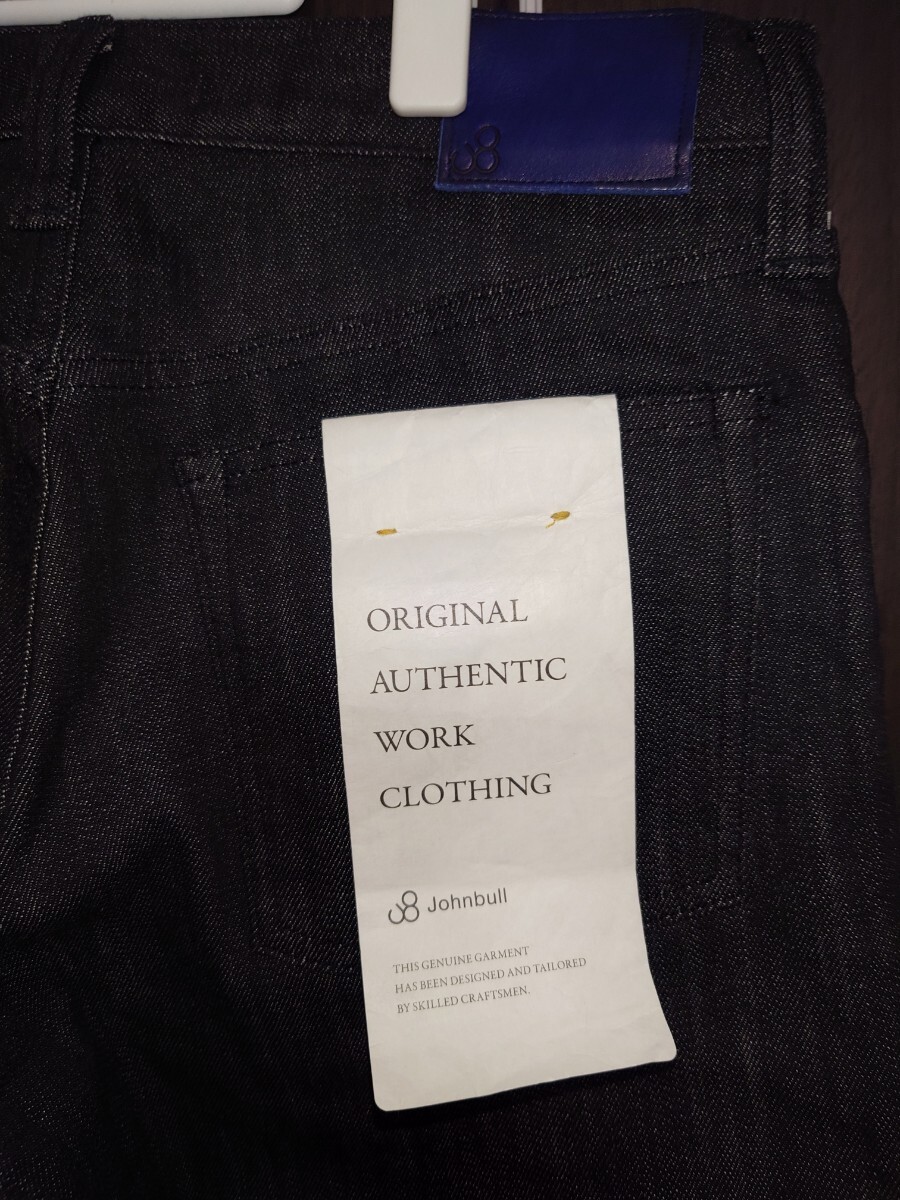 ORIGINAL
AUTHENTIC
WORK
CLOTHING
Johnbull
THIS GENUINE GARMENT
HAS BEEN DESIGNED AND TAILORED
BY SKILLED CRAFTSMEN.